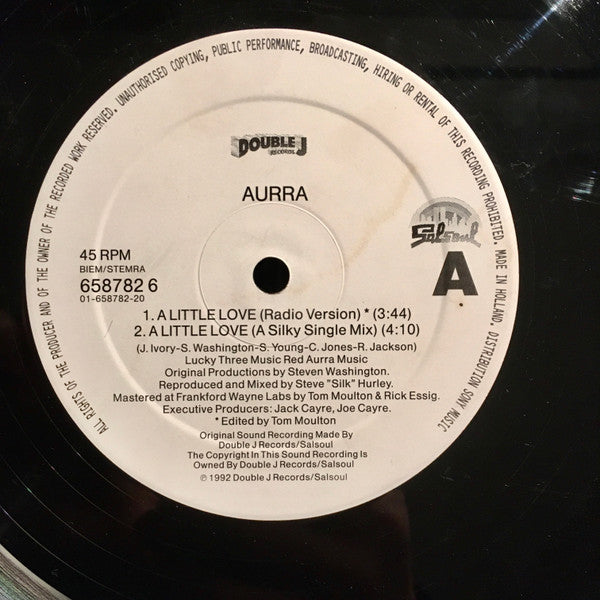 ALL RIGHTS OF THE PRODUCER AND OF THE OWNER OF THE RECORDED WORK RESERVED. UNAUTHORISED COPYING, PUBLIC PERFORMANCE, BROADCASTING, HIRING OR RENTAL OF THIS RECORDING PROHIBITED. MADE IN HOLLAND. DISTRIBUTION SONY MUSIC
DOUBLE J
RECORDS
AURRA
Salsoul
A
45 RPM
BIEM/STEMRA
658782 6
01-658782-20
1. A LITTLE LOVE (Radio Version) * (3:44)
2. A LITTLE LOVE (A Silky Single Mix) (4:10)
(J. Ivory-S. Washington-S. Young-C. Jones-R. Jackson)
Lucky Three Music Red Aurra Music
Original Productions by Steven Washington.
Reproduced and Mixed by Steve "Silk" Hurley.
Mastered at Frankford Wayne Labs by Tom Moulton & Rick Essig.
Executive Producers: Jack Cayre, Joe Cayre.
* Edited by Tom Moulton
Original Sound Recording Made By
Double J Records/Salsoul
The Copyright In This Sound Recording Is
Owned By Double J Records/Salsoul
℗ 1992 Double J Records/Salsoul